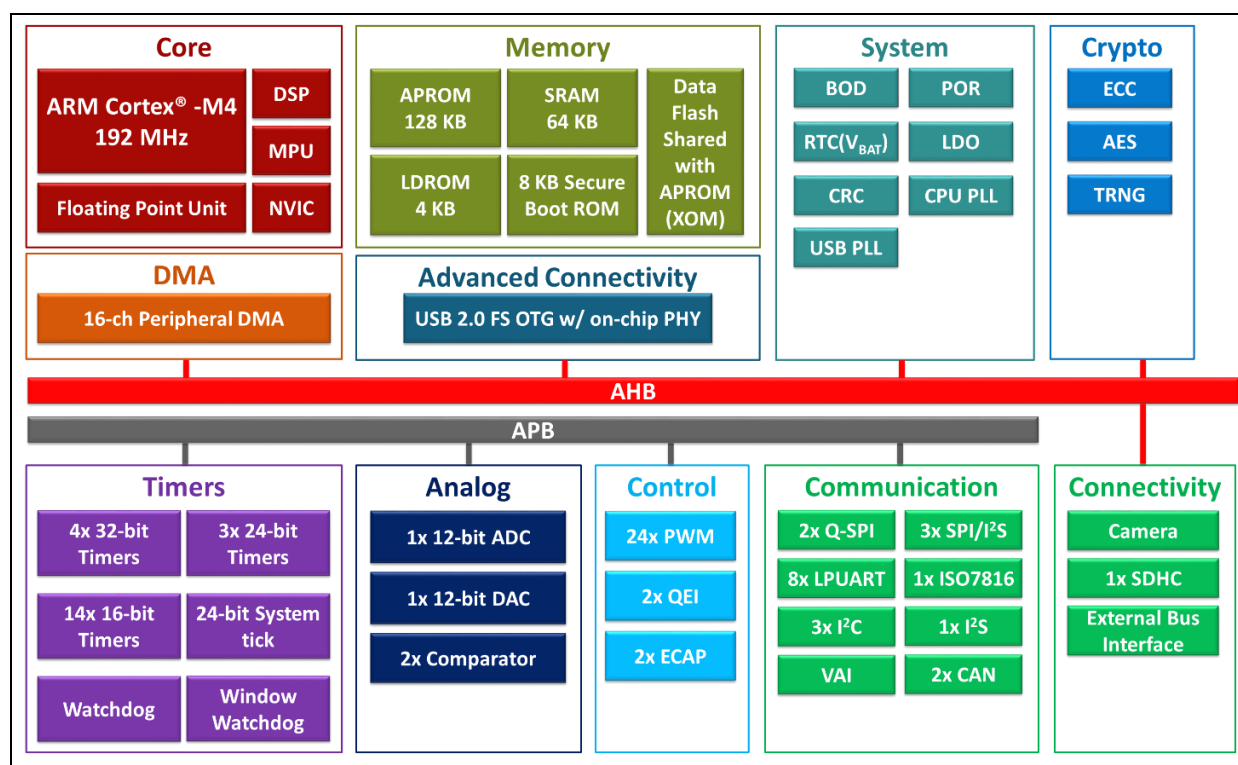 Core
ARM Cortex® -M4
192 MHz
DSP
MPU
Floating Point Unit
NVIC
Memory
APROM
128 KB
SRAM
64 KB
Data
Flash
Shared
with
APROM
(XOM)
LDROM
4 KB
8 KB Secure
Boot ROM
System
BOD
POR
RTC(VBAT)
LDO
CRC
CPU PLL
USB PLL
Crypto
ECC
AES
TRNG
DMA
16-ch Peripheral DMA
Advanced Connectivity
USB 2.0 FS OTG w/ on-chip PHY
AHB
APB
Timers
4x 32-bit
Timers
3x 24-bit
Timers
14x 16-bit
Timers
24-bit System
tick
Watchdog
Window
Watchdog
Analog
1x 12-bit ADC
1x 12-bit DAC
2x Comparator
Control
24x PWM
2x QEI
2x ECAP
Communication
2x Q-SPI
3x SPI/I²S
8x LPUART
1x ISO7816
3x I²C
1x I²S
VAI
2x CAN
Connectivity
Camera
1x SDHC
External Bus
Interface